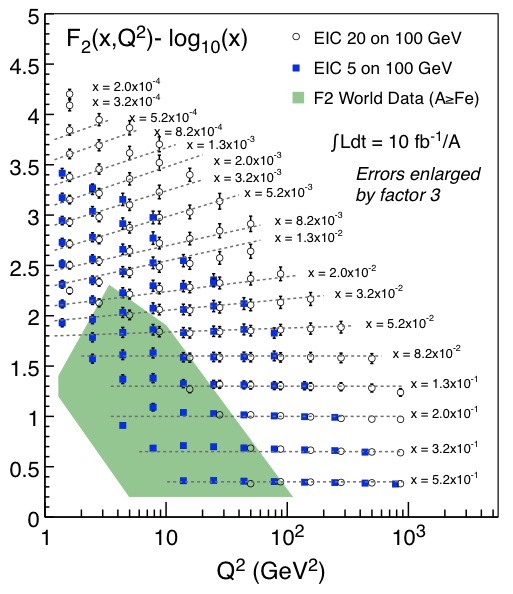 F₂(x,Q²)- log₁₀(x)
EIC 20 on 100 GeV
EIC 5 on 100 GeV
F2 World Data (A≥Fe)
∫Ldt = 10 fb⁻¹/A
Errors enlarged
by factor 3
x = 2.0x10⁻⁴
x = 3.2x10⁻⁴
x = 5.2x10⁻⁴
x = 8.2x10⁻⁴
x = 1.3x10⁻³
x = 2.0x10⁻³
x = 3.2x10⁻³
x = 5.2x10⁻³
x = 8.2x10⁻³
x = 1.3x10⁻²
x = 2.0x10⁻²
x = 3.2x10⁻²
x = 5.2x10⁻²
x = 8.2x10⁻²
x = 1.3x10⁻¹
x = 2.0x10⁻¹
x = 3.2x10⁻¹
x = 5.2x10⁻¹
5
4.5
4
3.5
3
2.5
2
1.5
1
0.5
0
1 10 10² 10³
Q² (GeV²)